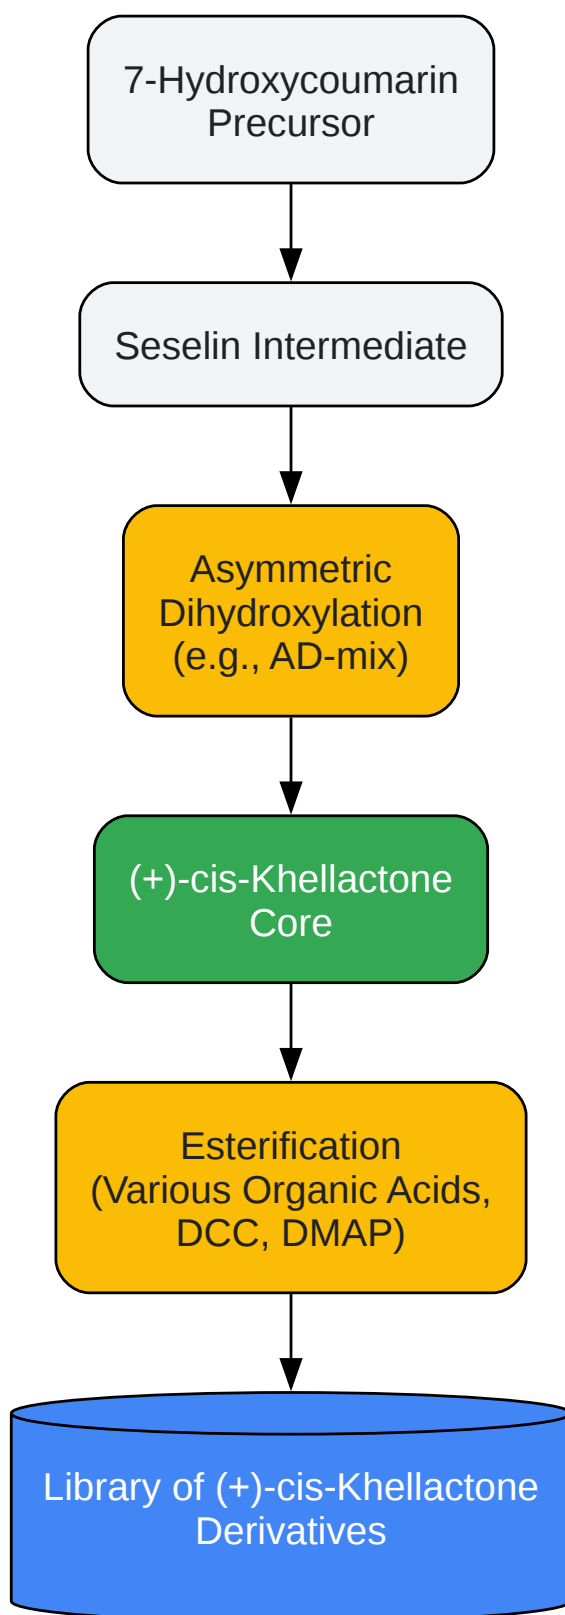 7-Hydroxycoumarin
Precursor
Seselin Intermediate
Asymmetric
Dihydroxylation
(e.g., AD-mix)
(+)-cis-Khellactone
Core
Esterification
(Various Organic Acids,
DCC, DMAP)
Library of (+)-cis-Khellactone
Derivatives